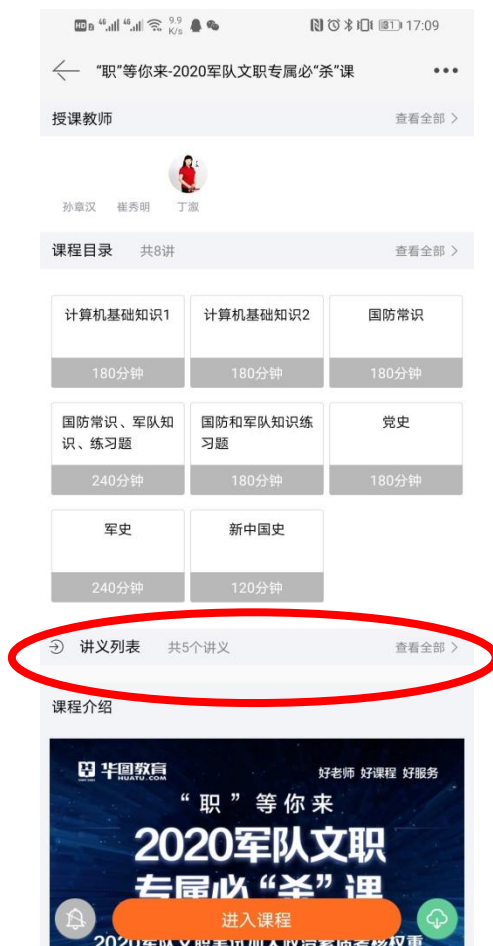 HD 46 46 9.9 K/s 81 17:09
“职”等你来-2020军队文职专属必“杀”课
授课教师 查看全部
孙章汉 崔秀明 丁淑
课程目录 共8讲 查看全部
计算机基础知识1 计算机基础知识2 国防常识
180分钟 180分钟 180分钟
国防常识、军队知 国防和军队知识练 党史
识、练习题 习题
240分钟 180分钟 180分钟
军史 新中国史
240分钟 120分钟
讲义列表 共5个讲义 查看全部
课程介绍
华图教育 好老师 好课程 好服务
HUATU.COM
“职”等你来
2020军队文职
专属必“杀”课
进入课程